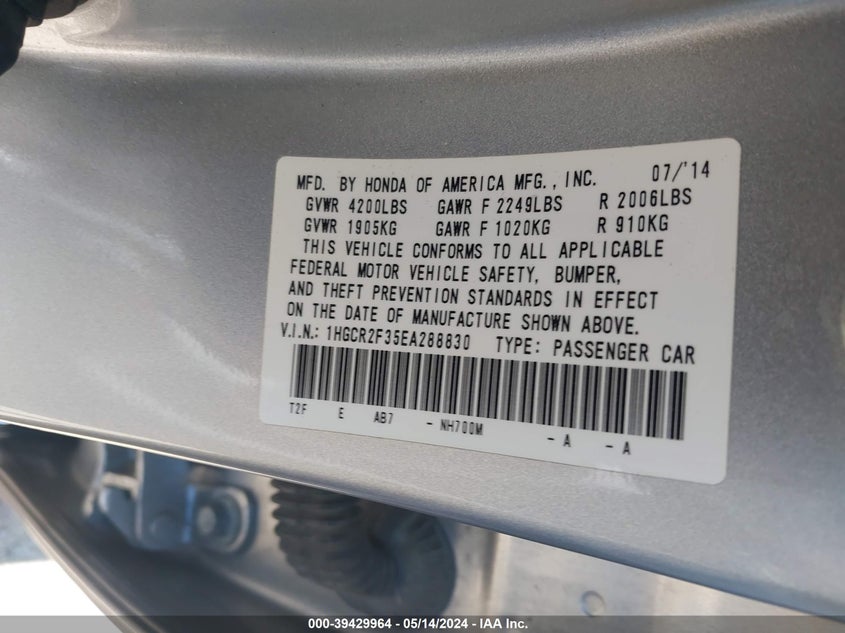 MFD. BY HONDA OF AMERICA MFG., INC. 07/'14
GVWR 4200LBS GAWR F 2249LBS R 2006LBS
GVWR 1905KG GAWR F 1020KG R 910KG
THIS VEHICLE CONFORMS TO ALL APPLICABLE
FEDERAL MOTOR VEHICLE SAFETY, BUMPER,
AND THEFT PREVENTION STANDARDS IN EFFECT
ON THE DATE OF MANUFACTURE SHOWN ABOVE.
V.I.N.: 1HGCR2F35EA288830 TYPE: PASSENGER CAR
T2F E AB7 - NH700M - A - A
000-39429964 - 05/14/2024 - IAA Inc.